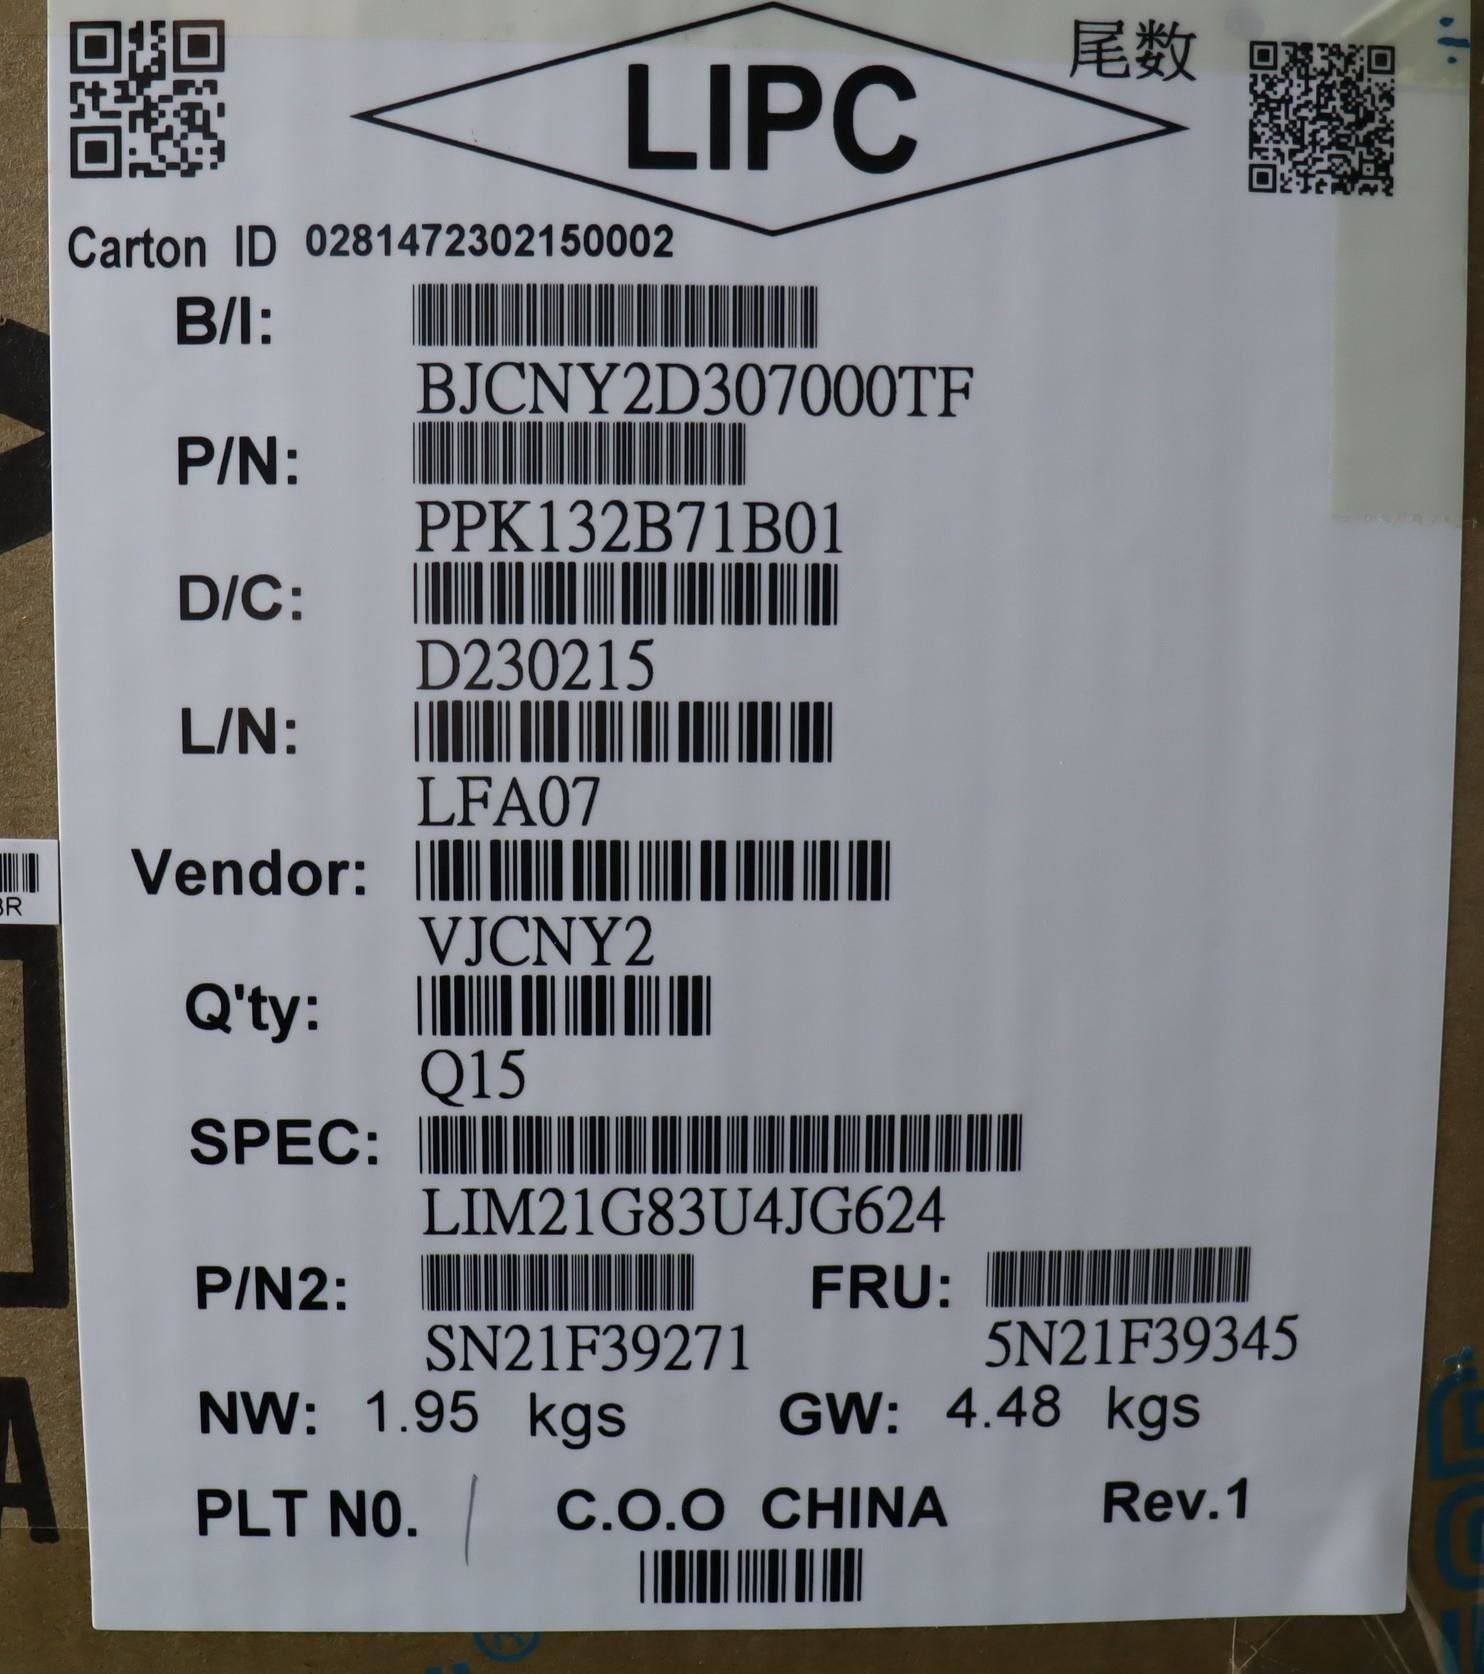 LIPC
尾数
Carton ID 0281472302150002
B/I:
BJCNY2D307000TF
P/N:
PPK132B71B01
D/C:
D230215
L/N:
LFA07
Vendor:
VJCNY2
Q'ty:
Q15
SPEC:
LIM21G83U4JG624
P/N2: FRU:
SN21F39271 5N21F39345
NW: 1.95 kgs GW: 4.48 kgs
PLT N0. / C.O.O CHINA Rev.1